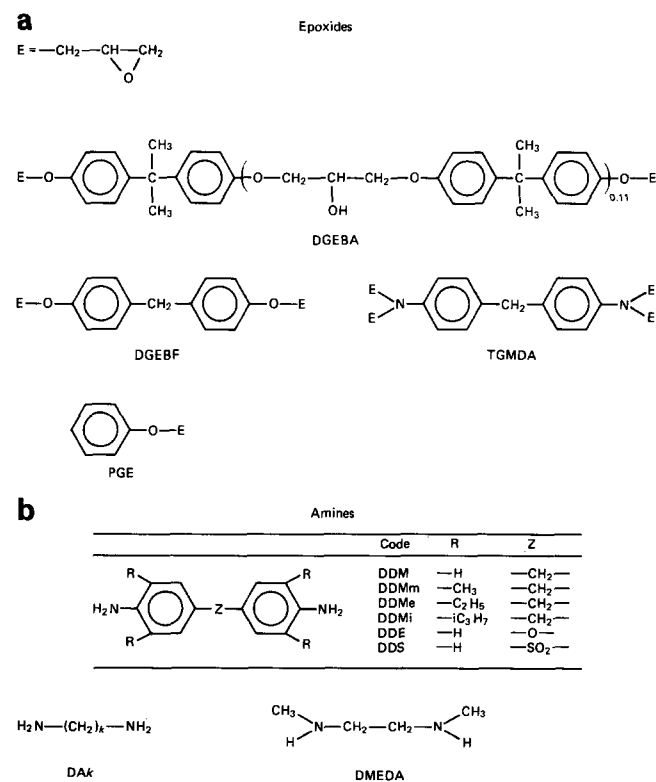 a
Epoxides
E = —CH₂—CH—CH₂
O
CH₃ CH₃
E—O— —C— —(O—CH₂—CH—CH₂—O— —C— —O—)0.11E
CH₃ OH CH₃
DGEBA
E—O— —CH₂— —O—E
DGEBF
E E
N— —CH₂— —N
E E
TGMDA
—O—E
PGE
b
Amines
Code R Z
R R
H₂N— —Z— —NH₂
R R
DDM —H —CH₂—
DDMm —CH₃ —CH₂—
DDMe —C₂H₅ —CH₂—
DDMi —iC₃H₇ —CH₂—
DDE —H —O—
DDS —H —SO₂—
H₂N—(CH₂)k—NH₂
DAk
CH₃ CH₃
N—CH₂—CH₂—N
H H
DMEDA